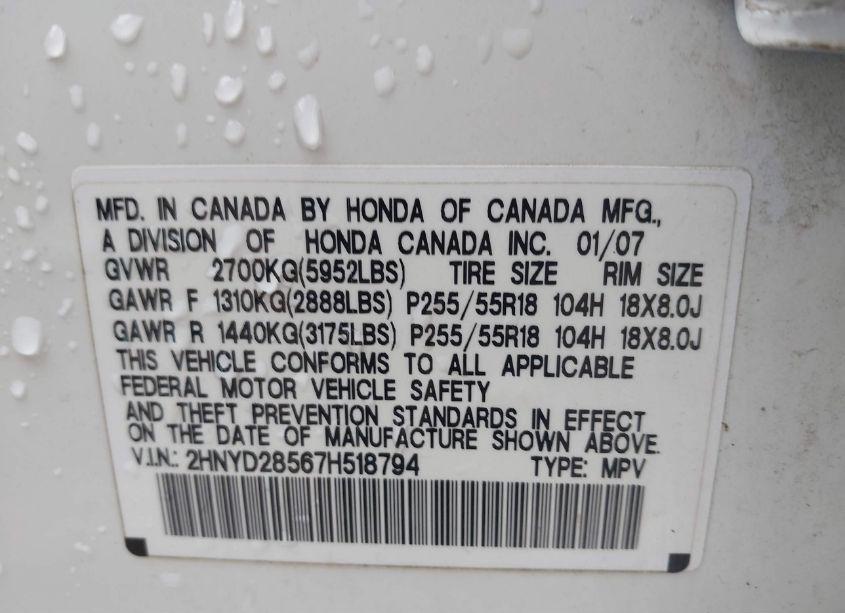 MFD. IN CANADA BY HONDA OF CANADA MFG.,
A DIVISION OF HONDA CANADA INC. 01/07
GVWR 2700KG(5952LBS) TIRE SIZE RIM SIZE
GAWR F 1310KG(2888LBS) P255/55R18 104H 18X8.0J
GAWR R 1440KG(3175LBS) P255/55R18 104H 18X8.0J
THIS VEHICLE CONFORMS TO ALL APPLICABLE
FEDERAL MOTOR VEHICLE SAFETY
AND THEFT PREVENTION STANDARDS IN EFFECT
ON THE DATE OF MANUFACTURE SHOWN ABOVE.
V.I.N.: 2HNYD28567H518794 TYPE: MPV